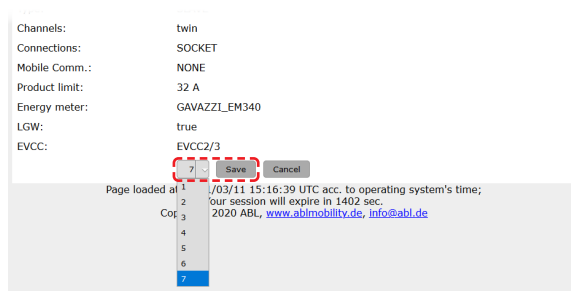 Channels: twin
Connections: SOCKET
Mobile Comm.: NONE
Product limit: 32 A
Energy meter: GAVAZZI_EM340
LGW: true
EVCC: EVCC2/3
7 Save Cancel
Page loaded at /03/11 15:16:39 UTC acc. to operating system's time;
our session will expire in 1402 sec.
Cop 2020 ABL, www.ablmobility.de, info@abl.de
1
2
3
4
5
6
7